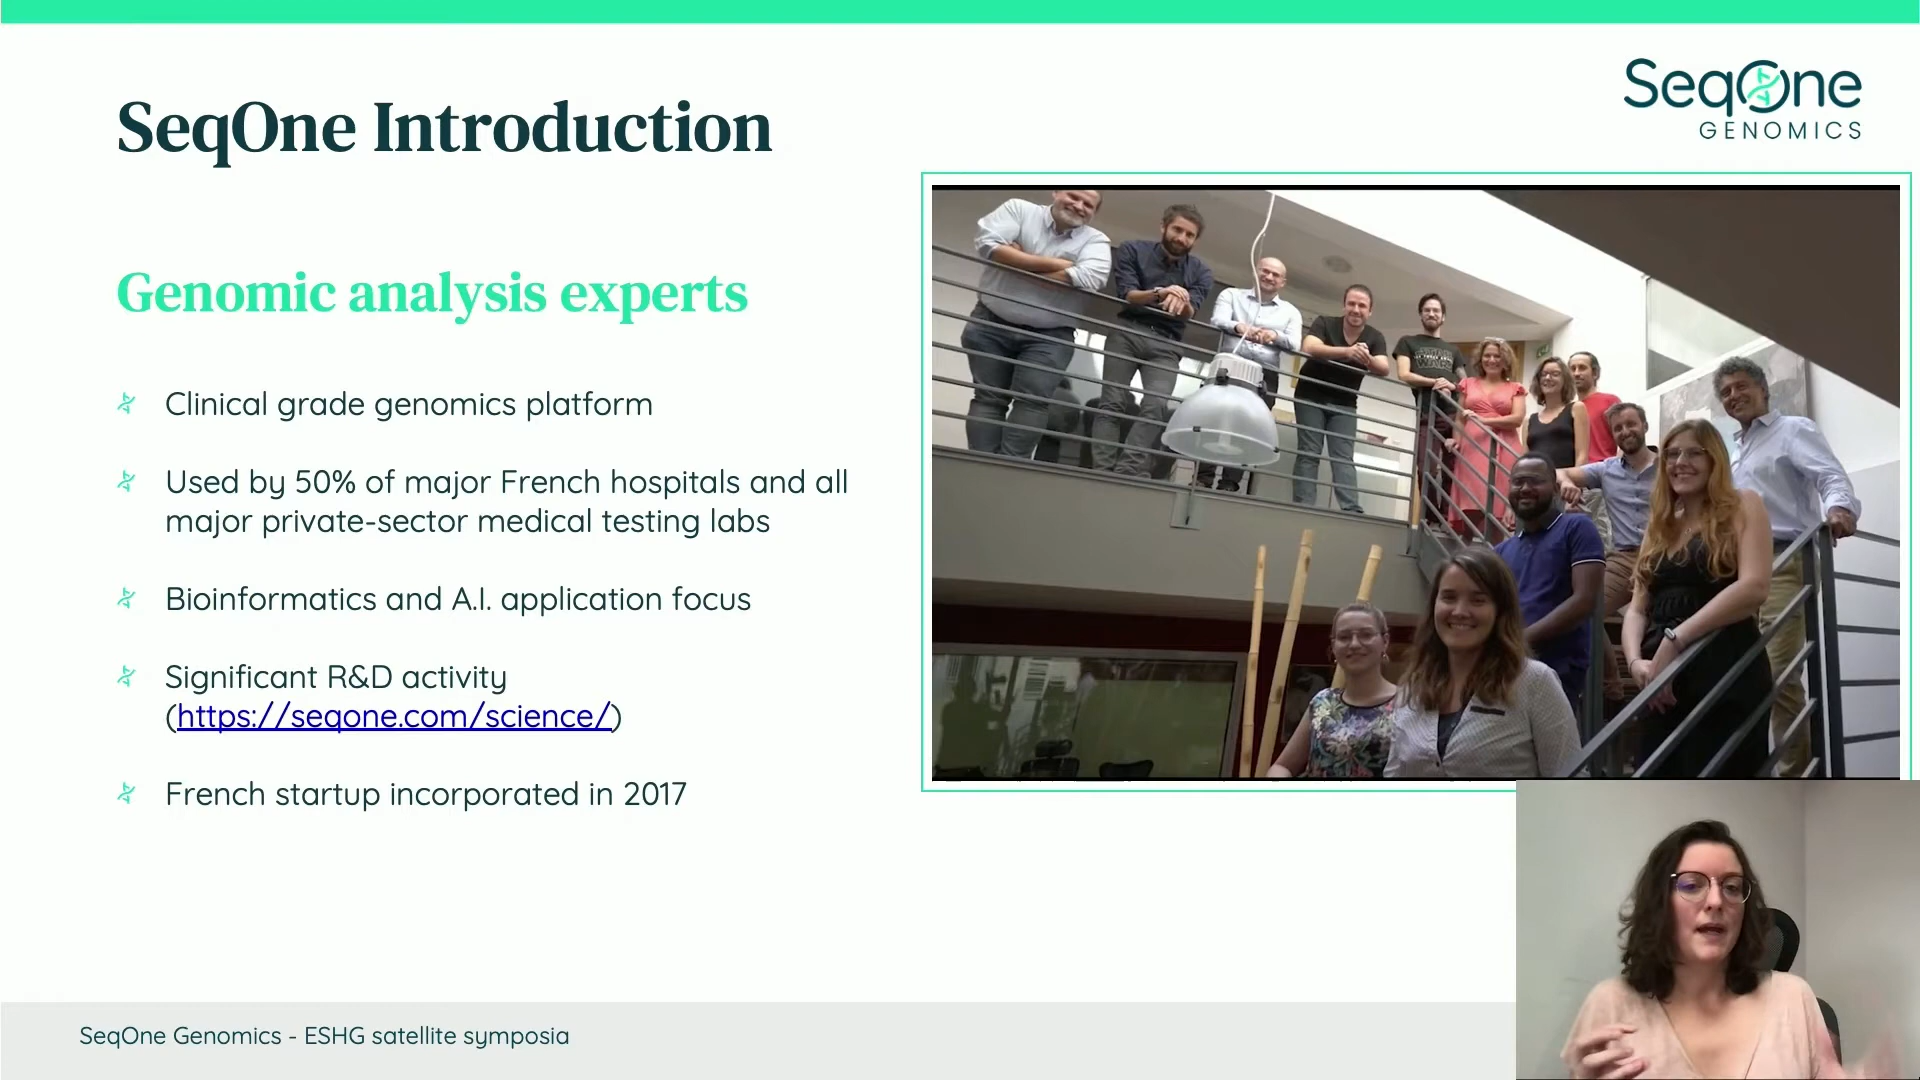 SeqOne
GENOMICS
SeqOne Introduction
Genomic analysis experts
Clinical grade genomics platform
Used by 50% of major French hospitals and all
major private-sector medical testing labs
Bioinformatics and A.I. application focus
Significant R&D activity
(https://seqone.com/science/)
French startup incorporated in 2017
SeqOne Genomics - ESHG satellite symposia